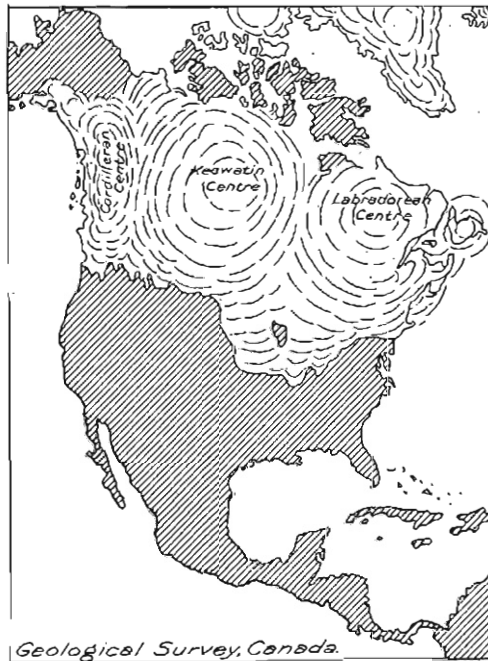 Cordilleran
Centre
Keewatin
Centre
Labradorean
Centre
Geological Survey, Canada.